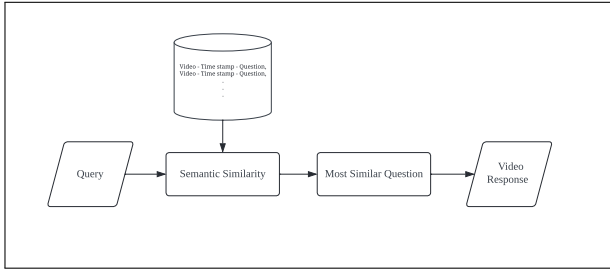 Video - Time stamp - Question,
Video - Time stamp - Question,
.
.
.
Query
Semantic Similarity
Most Similar Question
Video
Response